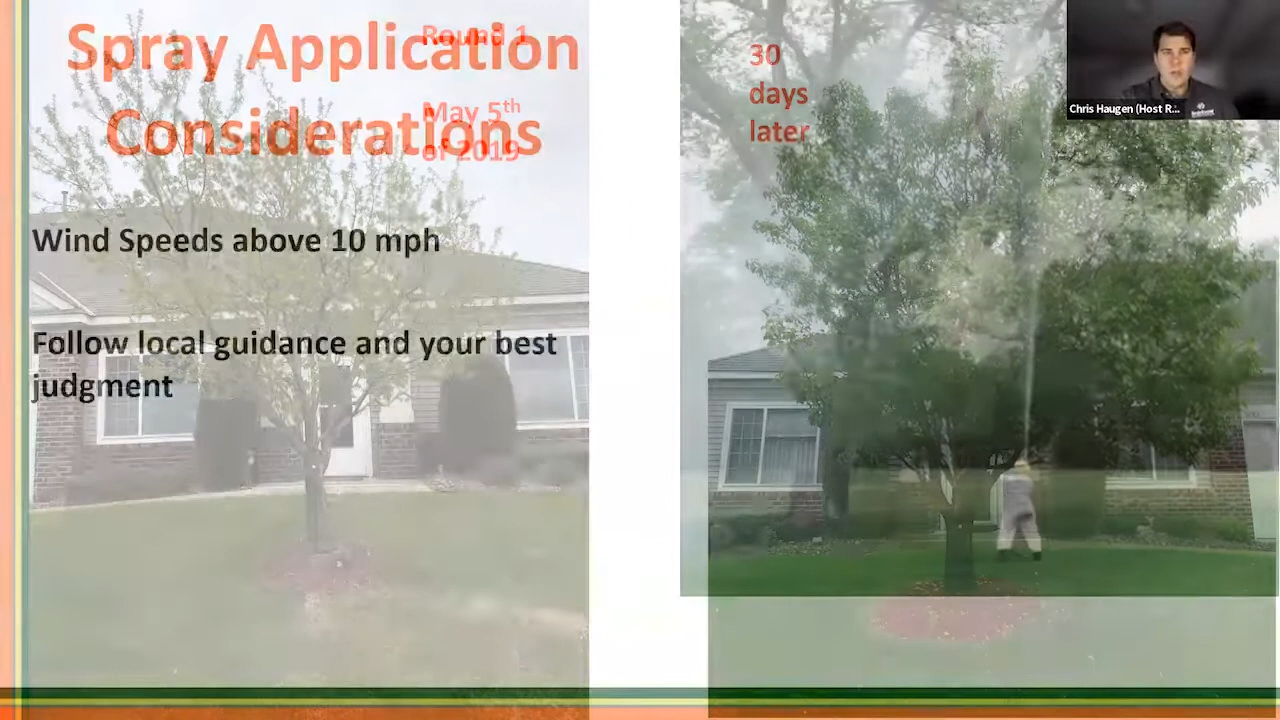 Spray Application
Considerations
Round 1
May 5th
of 2019
Wind Speeds above 10 mph
Follow local guidance and your best
judgment
30
days
later
Chris Haugen (Host R...